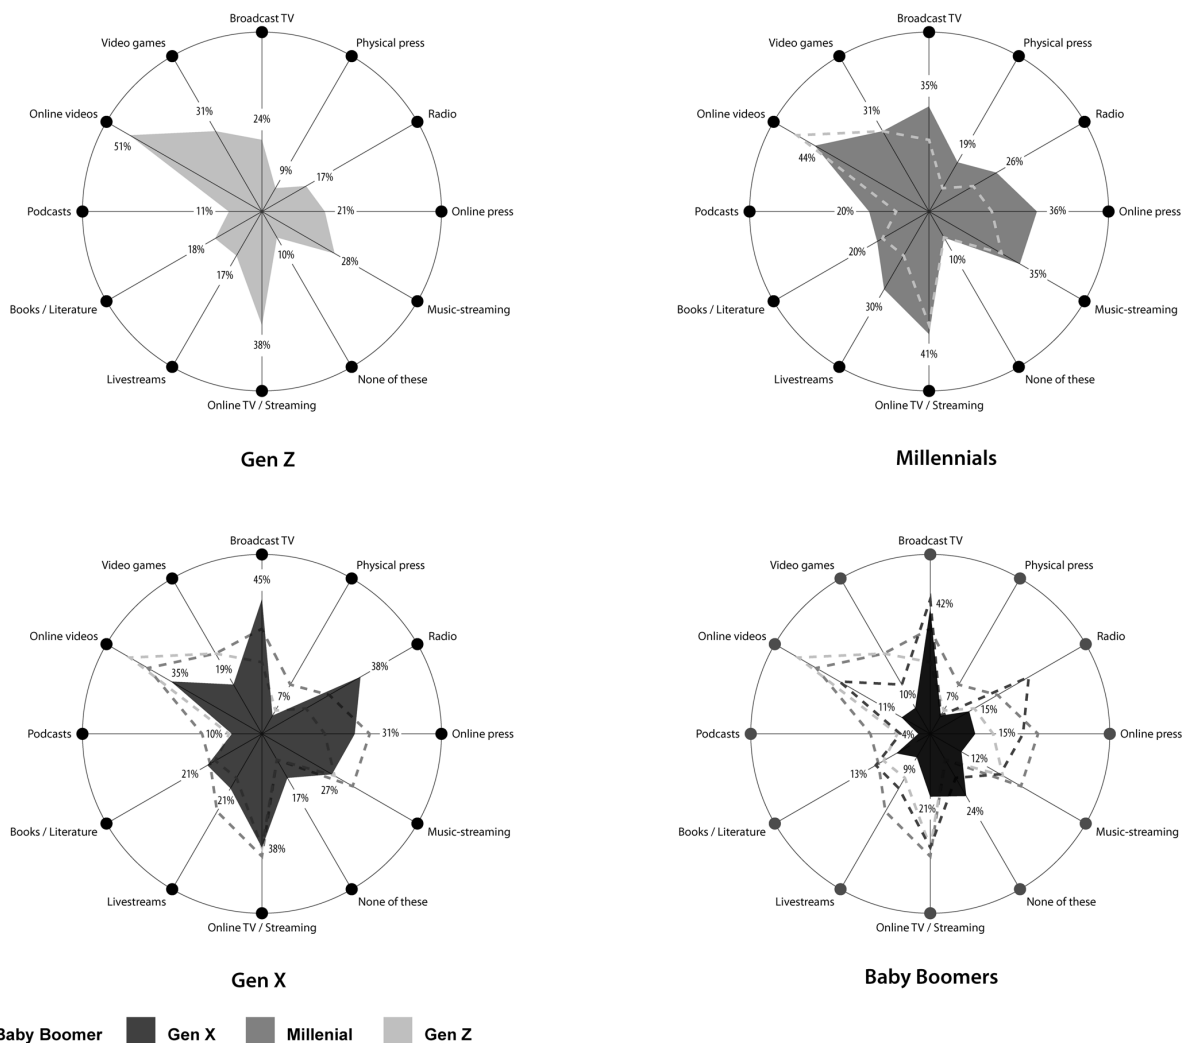 Broadcast TV
Video games
Physical press
Online videos
Radio
31%
24%
51%
9%
17%
Podcasts
11%
21%
Online press
18%
10%
28%
17%
Books / Literature
Music-streaming
38%
Livestreams
None of these
Online TV / Streaming
Gen Z
Broadcast TV
Video games
Physical press
35%
Online videos
31%
Radio
19%
44%
26%
Podcasts
20%
36%
Online press
20%
10%
35%
Books / Literature
30%
Music-streaming
41%
Livestreams
None of these
Online TV / Streaming
Millennials
Broadcast TV
Video games
45%
Physical press
Online videos
Radio
35%
19%
38%
7%
Podcasts
10%
31%
Online press
21%
27%
21%
17%
Books / Literature
Music-streaming
38%
Livestreams
None of these
Online TV / Streaming
Gen X
Broadcast TV
Video games
Physical press
42%
Online videos
Radio
10%
7%
11%
15%
Podcasts
4%
15%
Online press
13%
9%
12%
21%
24%
Books / Literature
Music-streaming
Livestreams
None of these
Online TV / Streaming
Baby Boomers
Baby Boomer
Gen X
Millenial
Gen Z